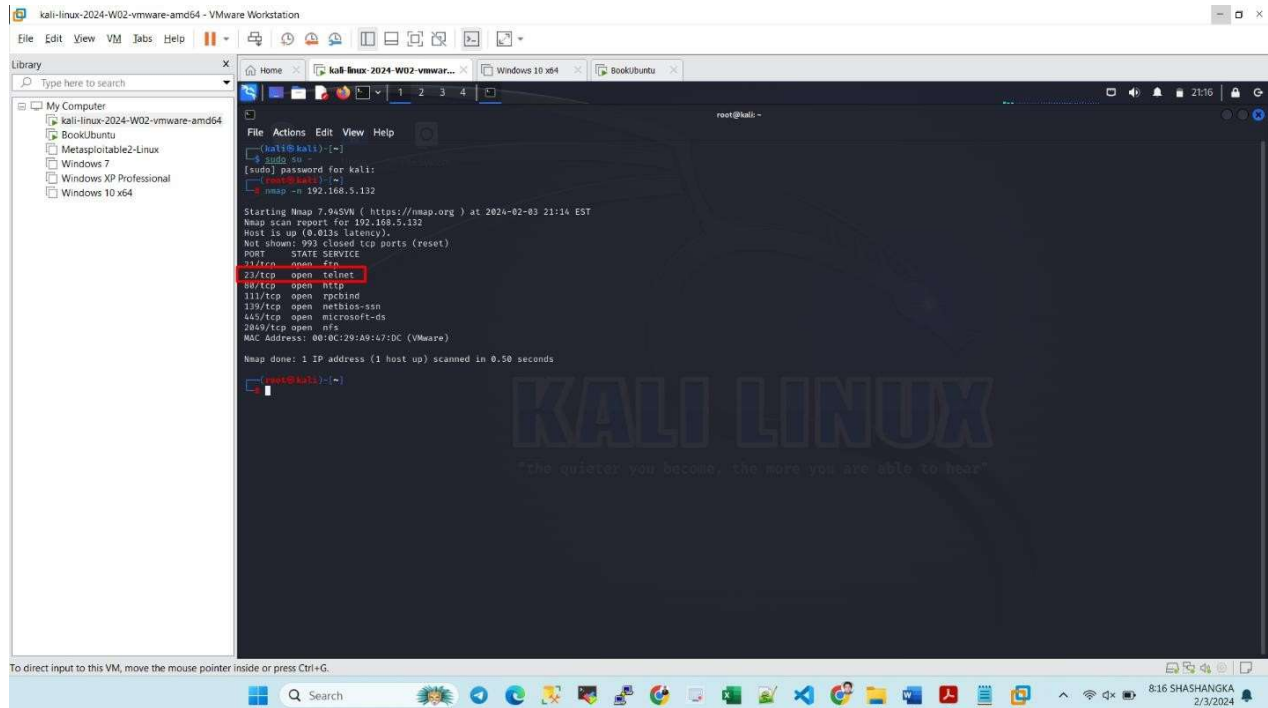 kali-linux-2024-W02-vmware-amd64 - VMware Workstation
File Edit View VM Tabs Help
Library
Type here to search
My Computer
kali-linux-2024-W02-vmware-amd64
BookUbuntu
Metasploitable2-Linux
Windows 7
Windows XP Professional
Windows 10 x64
Home kali-linux-2024-W02-vmwar... Windows 10 x64 BookUbuntu
1 2 3 4 21:16
root@kali: ~
File Actions Edit View Help
(kali㉿kali)-[~]
$ sudo su -
[sudo] password for kali:
(root㉿kali)-[~]
# nmap -n 192.168.5.132
Starting Nmap 7.94SVN ( https://nmap.org ) at 2024-02-03 21:14 EST
Nmap scan report for 192.168.5.132
Host is up (0.013s latency).
Not shown: 993 closed tcp ports (reset)
PORT STATE SERVICE
21/tcp open ftp
23/tcp open telnet
80/tcp open http
111/tcp open rpcbind
139/tcp open netbios-ssn
445/tcp open microsoft-ds
2049/tcp open nfs
MAC Address: 00:0C:29:A9:47:DC (VMware)
Nmap done: 1 IP address (1 host up) scanned in 0.50 seconds
(root㉿kali)-[~]
#
KALI LINUX
"the quieter you become, the more you are able to hear"
To direct input to this VM, move the mouse pointer inside or press Ctrl+G.
Search
8:16 SHASHANGKA
2/3/2024